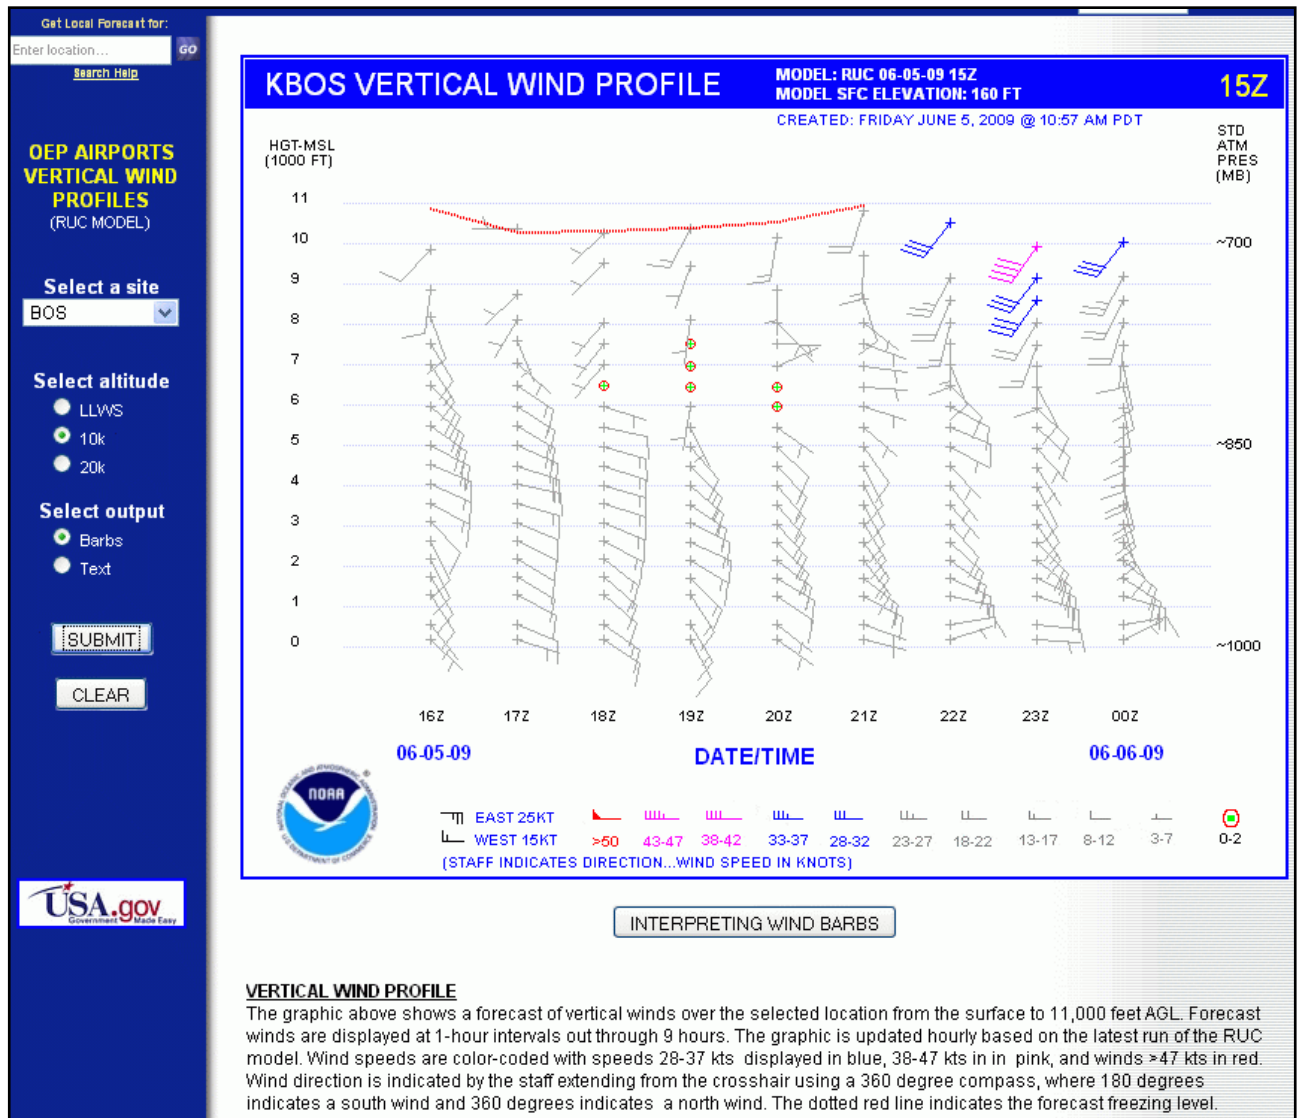 Get Local Forecast for:
Enter location...
GO
Search Help
OEP AIRPORTS
VERTICAL WIND
PROFILES
(RUC MODEL)
Select a site
BOS
Select altitude
LLWS
10k
20k
Select output
Barbs
Text
SUBMIT
CLEAR
USA.gov
Government Made Easy
KBOS VERTICAL WIND PROFILE
MODEL: RUC 06-05-09 15Z
MODEL SFC ELEVATION: 160 FT
15Z
CREATED: FRIDAY JUNE 5, 2009 @ 10:57 AM PDT
HGT-MSL
(1000 FT)
STD
ATM
PRES
(MB)
11
10
~700
9
8
7
6
5
~850
4
3
2
1
0
~1000
16Z 17Z 18Z 19Z 20Z 21Z 22Z 23Z 00Z
06-05-09 DATE/TIME 06-06-09
NATIONAL OCEANIC AND ATMOSPHERIC ADMINISTRATION
NOAA
U.S. DEPARTMENT OF COMMERCE
EAST 25KT
WEST 15KT >50 43-47 38-42 33-37 28-32 23-27 18-22 13-17 8-12 3-7 0-2
(STAFF INDICATES DIRECTION...WIND SPEED IN KNOTS)
INTERPRETING WIND BARBS
VERTICAL WIND PROFILE
The graphic above shows a forecast of vertical winds over the selected location from the surface to 11,000 feet AGL. Forecast
winds are displayed at 1-hour intervals out through 9 hours. The graphic is updated hourly based on the latest run of the RUC
model. Wind speeds are color-coded with speeds 28-37 kts displayed in blue, 38-47 kts in in pink, and winds >47 kts in red.
Wind direction is indicated by the staff extending from the crosshair using a 360 degree compass, where 180 degrees
indicates a south wind and 360 degrees indicates a north wind. The dotted red line indicates the forecast freezing level.